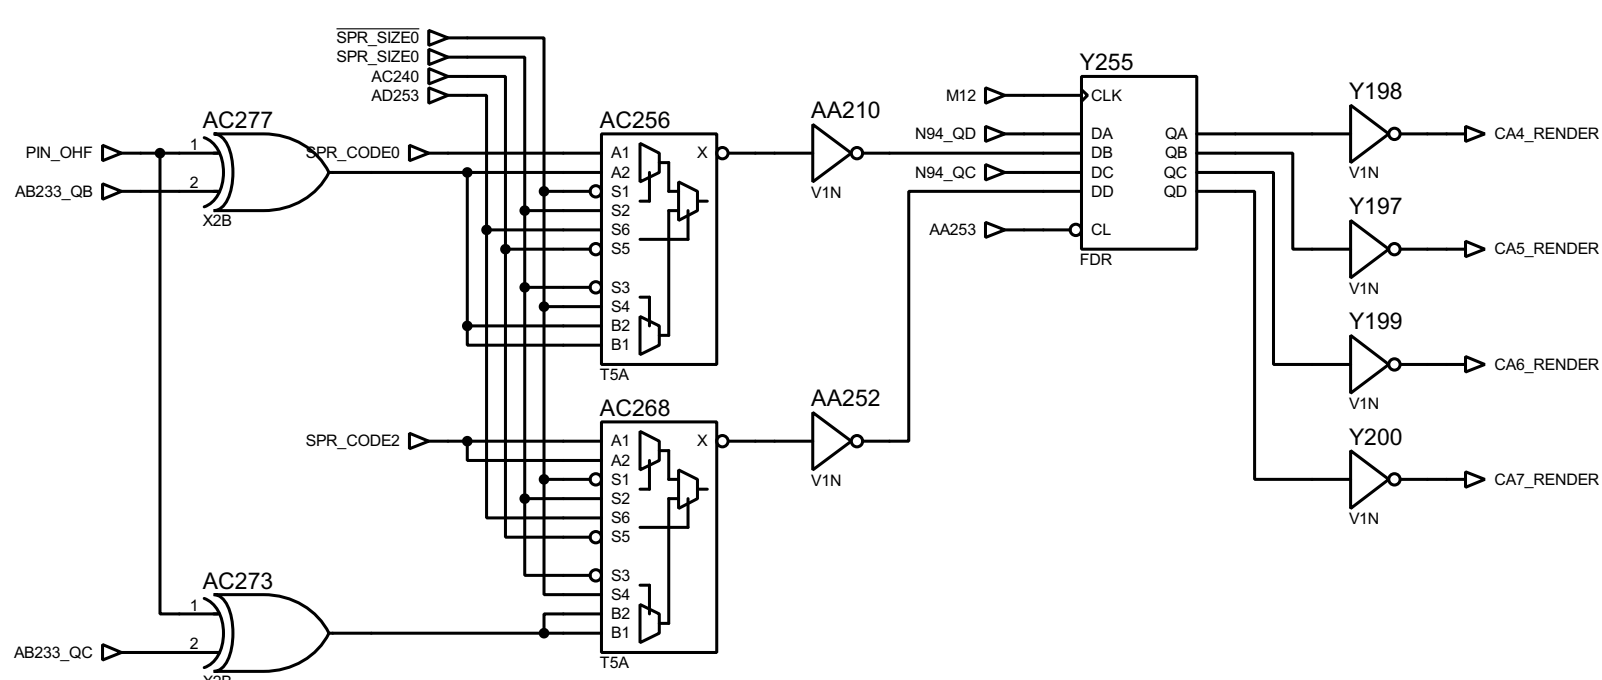 SPR_SIZE0
SPR_SIZE0
AC240
AD253
AC277
PIN_OHF
1
AB233_QB
2
X2B
SPR_CODE0
AC256
A1
A2
S1
S2
S6
S5
S3
S4
B2
B1
X
T5A
AA210
V1N
Y255
M12
CLK
N94_QD
DA
DB
N94_QC
DC
DD
AA253
CL
QA
QB
QC
QD
FDR
Y198
V1N
CA4_RENDER
Y197
V1N
CA5_RENDER
Y199
V1N
CA6_RENDER
Y200
V1N
CA7_RENDER
AC268
SPR_CODE2
A1
A2
S1
S2
S6
S5
S3
S4
B2
B1
X
T5A
AA252
V1N
AC273
1
AB233_QC
2
X2B